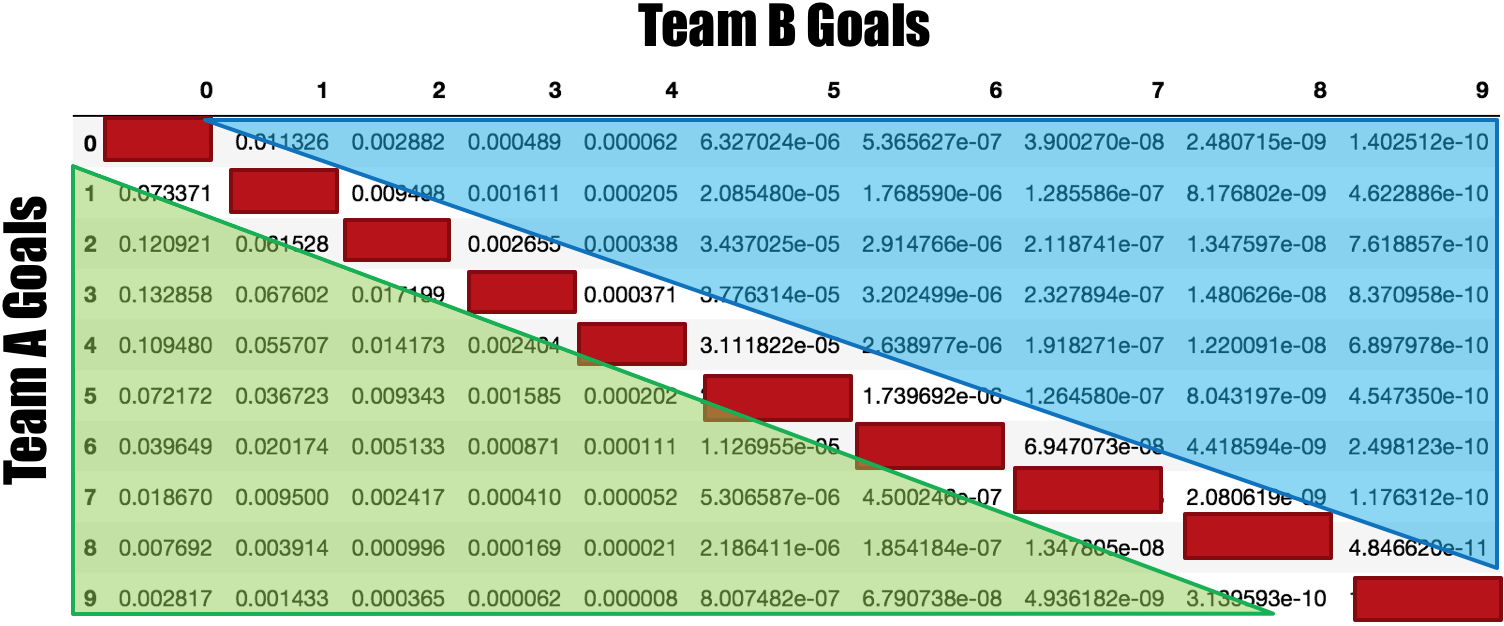 Team B Goals
0 1 2 3 4 5 6 7 8 9
Team A Goals
0 0.011326 0.002882 0.000489 0.000062 6.327024e-06 5.365627e-07 3.900270e-08 2.480715e-09 1.402512e-10
1 0.073371 0.009498 0.001611 0.000205 2.085480e-05 1.768590e-06 1.285586e-07 8.176802e-09 4.622886e-10
2 0.120921 0.061528 0.002655 0.000338 3.437025e-05 2.914766e-06 2.118741e-07 1.347597e-08 7.618857e-10
3 0.132858 0.067602 0.017199 0.000371 3.776314e-05 3.202499e-06 2.327894e-07 1.480626e-08 8.370958e-10
4 0.109480 0.055707 0.014173 0.002404 3.111822e-05 2.638977e-06 1.918271e-07 1.220091e-08 6.897978e-10
5 0.072172 0.036723 0.009343 0.001585 0.000202 1.739692e-06 1.264580e-07 8.043197e-09 4.547350e-10
6 0.039649 0.020174 0.005133 0.000871 0.000111 1.126955e-05 6.947073e-08 4.418594e-09 2.498123e-10
7 0.018670 0.009500 0.002417 0.000410 0.000052 5.306587e-06 4.500246e-07 2.080619e-09 1.176312e-10
8 0.007692 0.003914 0.000996 0.000169 0.000021 2.186411e-06 1.854184e-07 1.347805e-08 4.846620e-11
9 0.002817 0.001433 0.000365 0.000062 0.000008 8.007482e-07 6.790738e-08 4.936182e-09 3.139593e-10